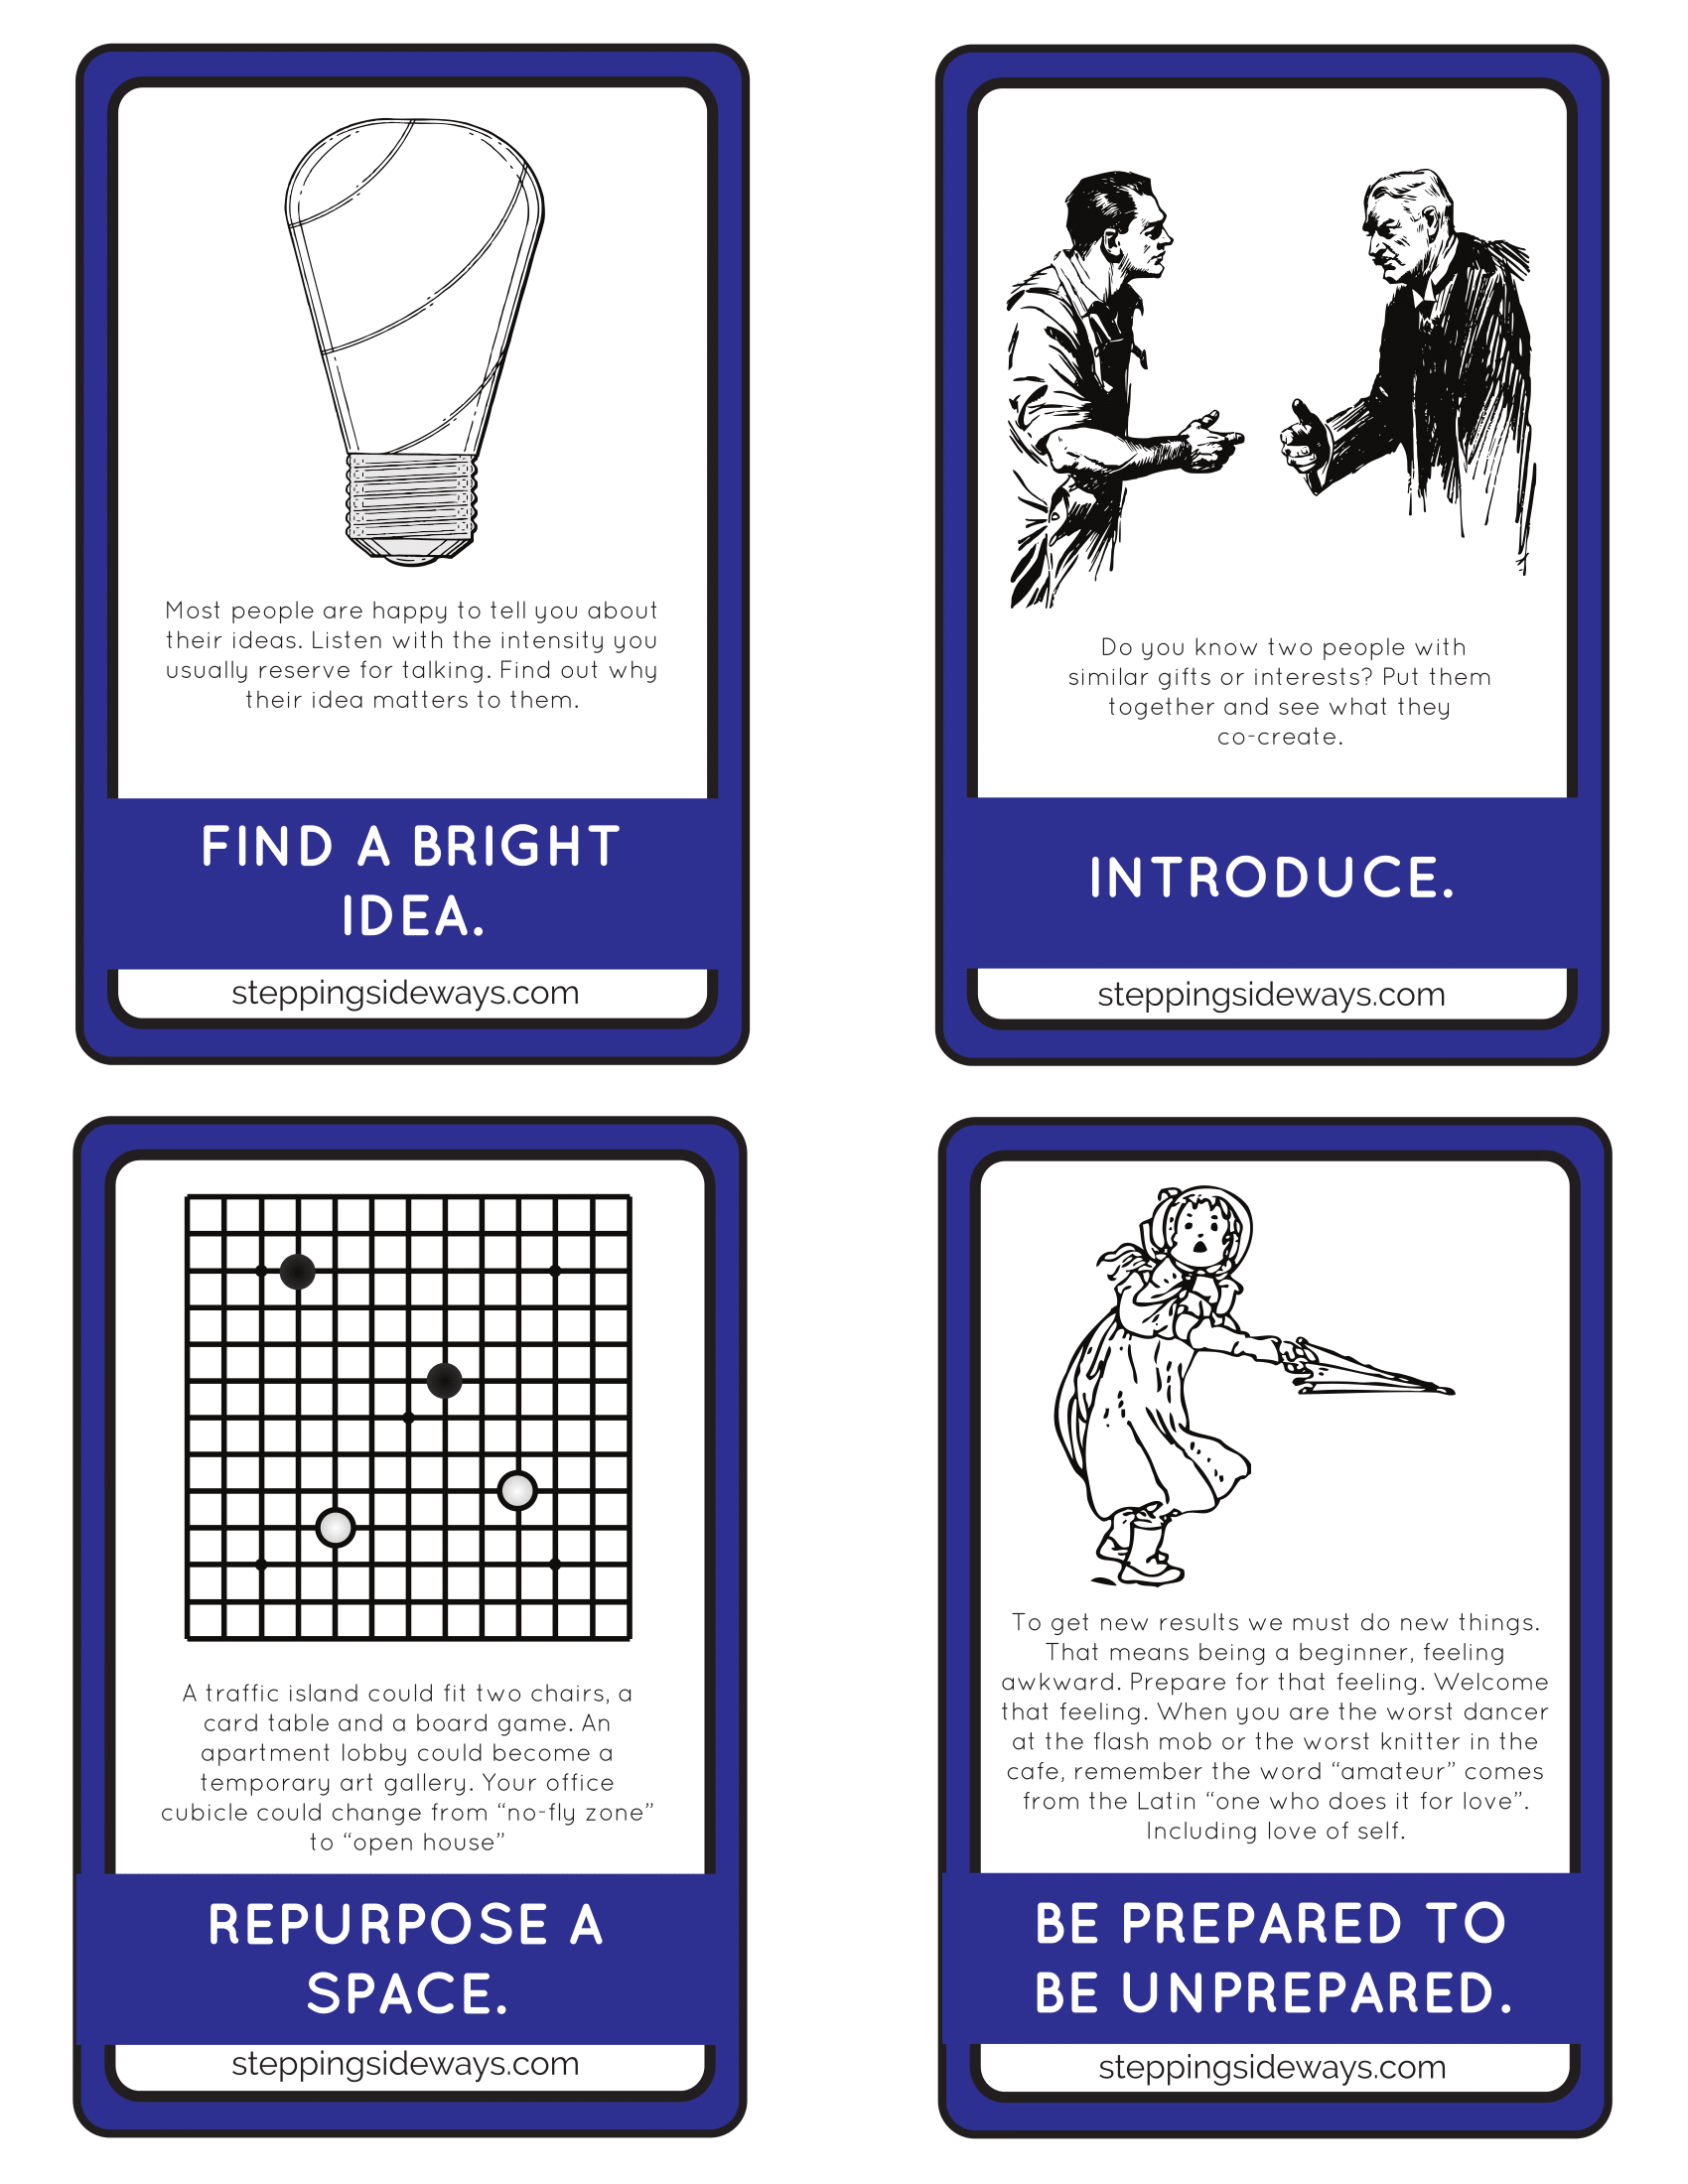 Most people are happy to tell you about
their ideas. Listen with the intensity you
usually reserve for talking. Find out why
their idea matters to them.
FIND A BRIGHT
IDEA.
steppingsideways.com
Do you know two people with
similar gifts or interests? Put them
together and see what they
co-create.
INTRODUCE.
steppingsideways.com
A traffic island could fit two chairs, a
card table and a board game. An
apartment lobby could become a
temporary art gallery. Your office
cubicle could change from “no-fly zone”
to “open house”
REPURPOSE A
SPACE.
steppingsideways.com
To get new results we must do new things.
That means being a beginner, feeling
awkward. Prepare for that feeling. Welcome
that feeling. When you are the worst dancer
at the flash mob or the worst knitter in the
cafe, remember the word “amateur” comes
from the Latin “one who does it for love”.
Including love of self.
BE PREPARED TO
BE UNPREPARED.
steppingsideways.com